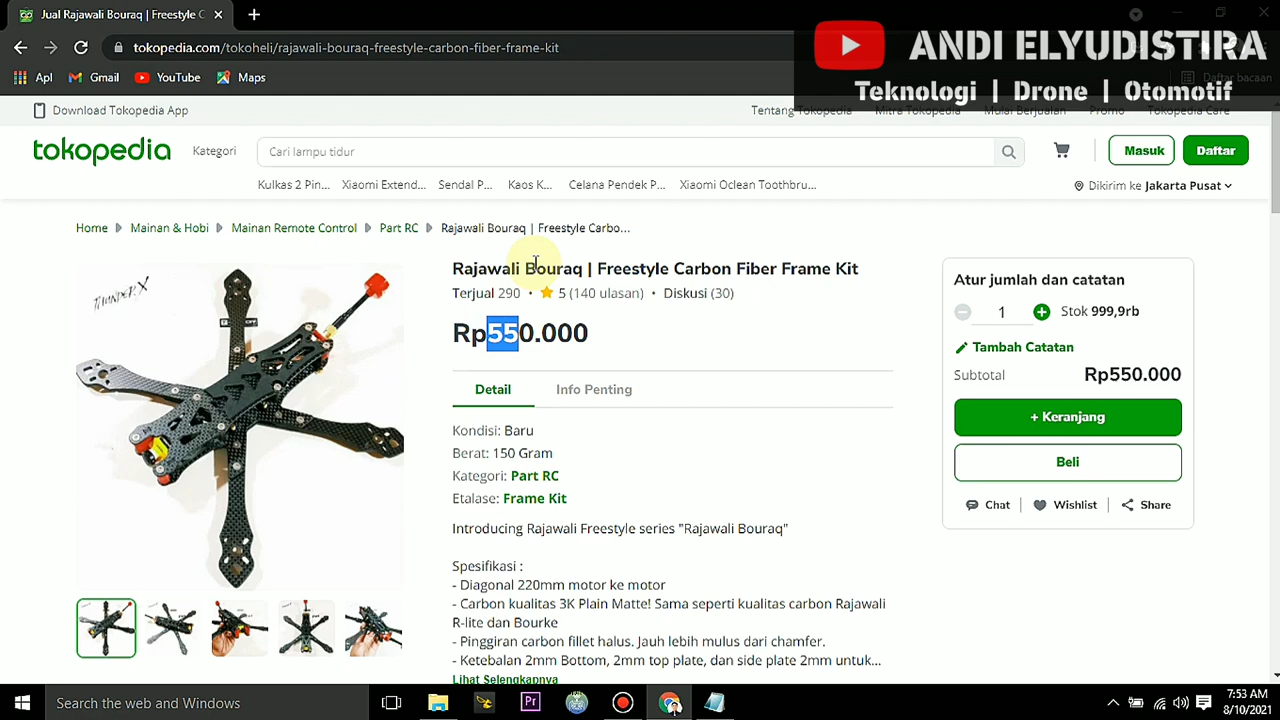 Jual Rajawali Bouraq | Freestyle C
tokopedia.com/tokoheli/rajawali-bouraq-freestyle-carbon-fiber-frame-kit
ANDI ELYUDISTIRA
Teknologi | Drone | Otomotif
Apl
Gmail
YouTube
Maps
Daftar bacaan
Download Tokopedia App
Tentang Tokopedia
Mitra Tokopedia
Mulai Berjualan
Promo
Tokopedia Care
tokopedia
Kategori
Cari lampu tidur
Masuk
Daftar
Kulkas 2 Pin...
Xiaomi Extend...
Sendal P...
Kaos K...
Celana Pendek P...
Xiaomi Oclean Toothbru...
Dikirim ke Jakarta Pusat
Home
Mainan & Hobi
Mainan Remote Control
Part RC
Rajawali Bouraq | Freestyle Carbo...
THUNDER X
Rajawali Bouraq | Freestyle Carbon Fiber Frame Kit
Terjual 290 • 5 (140 ulasan) • Diskusi (30)
Rp550.000
Detail
Info Penting
Kondisi: Baru
Berat: 150 Gram
Kategori: Part RC
Etalase: Frame Kit
Introducing Rajawali Freestyle series "Rajawali Bouraq"
Spesifikasi :
- Diagonal 220mm motor ke motor
- Carbon kualitas 3K Plain Matte! Sama seperti kualitas carbon Rajawali
R-lite dan Bourke
- Pinggiran carbon fillet halus. Jauh lebih mulus dari chamfer.
- Ketebalan 2mm Bottom, 2mm top plate, dan side plate 2mm untuk...
Lihat Selengkapnya
Atur jumlah dan catatan
1
Stok 999,9rb
Tambah Catatan
Subtotal
Rp550.000
+ Keranjang
Beli
Chat
Wishlist
Share
Search the web and Windows
Pr
7:53 AM
8/10/2021